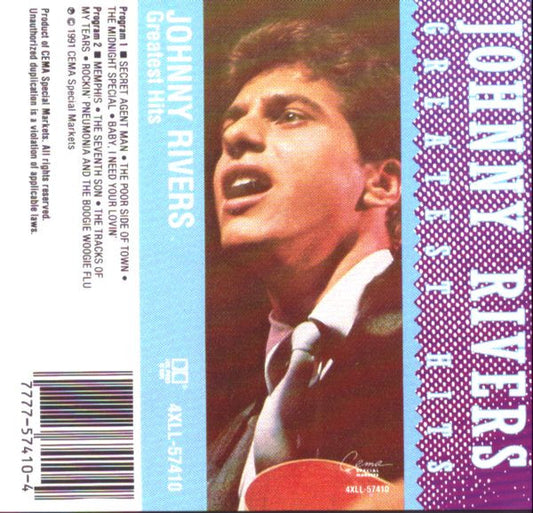 JOHNNY RIVERS
GREATEST HITS
Cema
SPECIAL
MARKETS
4XLL-57410
JOHNNY RIVERS
Greatest Hits
4XLL-57410
Program 1 ■ SECRET AGENT MAN • THE POOR SIDE OF TOWN •
THE MIDNIGHT SPECIAL • BABY, I NEED YOUR LOVIN'
Program 2 ■ MEMPHIS • THE SEVENTH SON • THE TRACKS OF
MY TEARS • ROCKIN' PNEUMONIA AND THE BOOGIE WOOGIE FLU
℗ © 1991 CEMA Special Markets
Product of CEMA Special Markets. All rights reserved.
Unauthorized duplication is a violation of applicable laws.
7777-57410-4